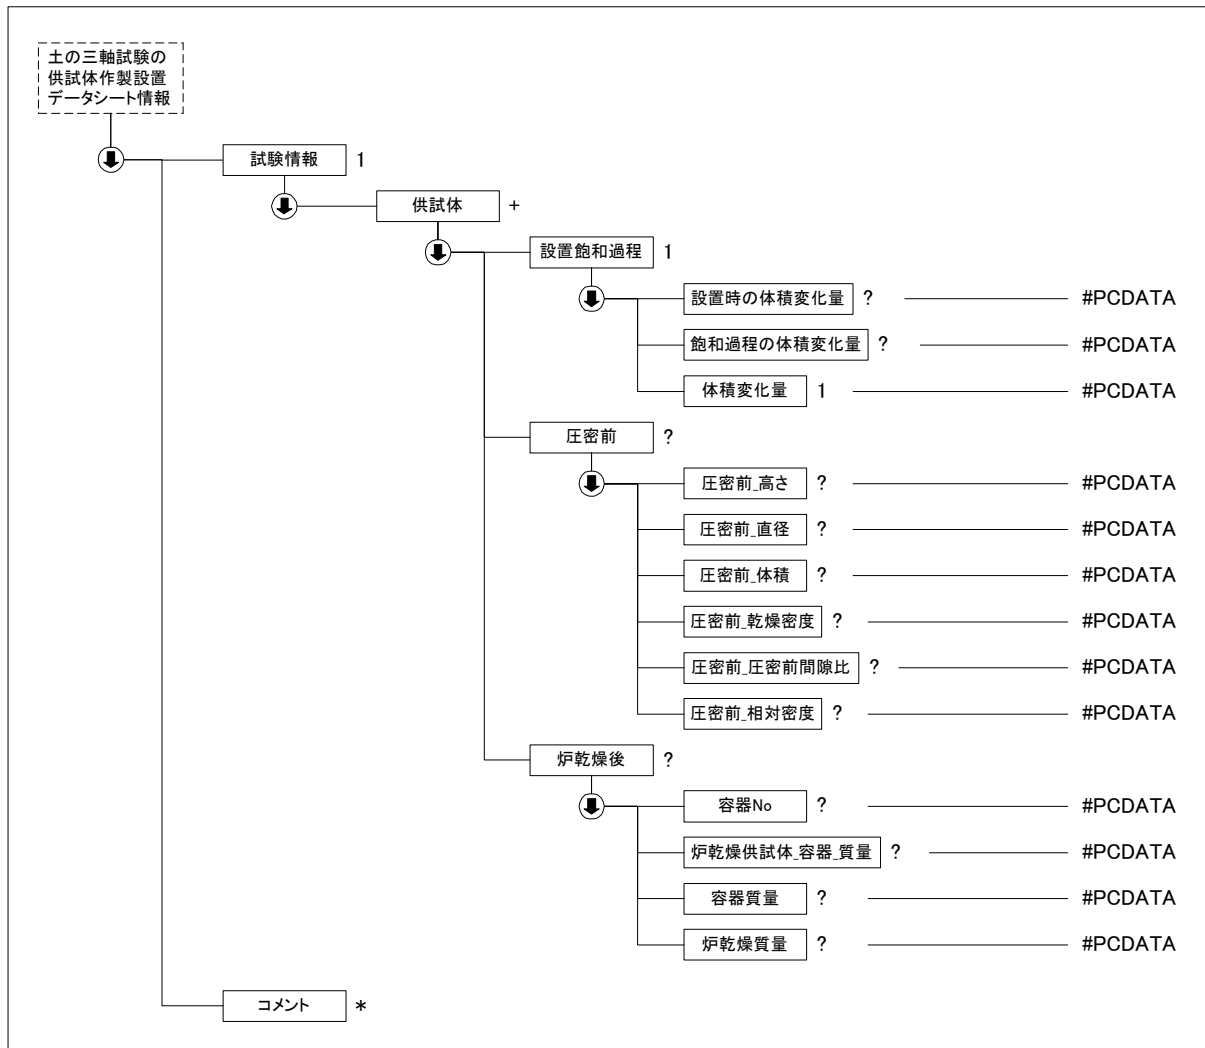 土の三軸試験の
供試体作製設置
データシート情報
試験情報 1
供試体 +
設置飽和過程 1
設置時の体積変化量 ? #PCDATA
飽和過程の体積変化量 ? #PCDATA
体積変化量 1 #PCDATA
圧密前 ?
圧密前_高さ ? #PCDATA
圧密前_直径 ? #PCDATA
圧密前_体積 ? #PCDATA
圧密前_乾燥密度 ? #PCDATA
圧密前_圧密前間隙比 ? #PCDATA
圧密前_相対密度 ? #PCDATA
炉乾燥後 ?
容器No ? #PCDATA
炉乾燥供試体_容器_質量 ? #PCDATA
容器質量 ? #PCDATA
炉乾燥質量 ? #PCDATA
コメント *